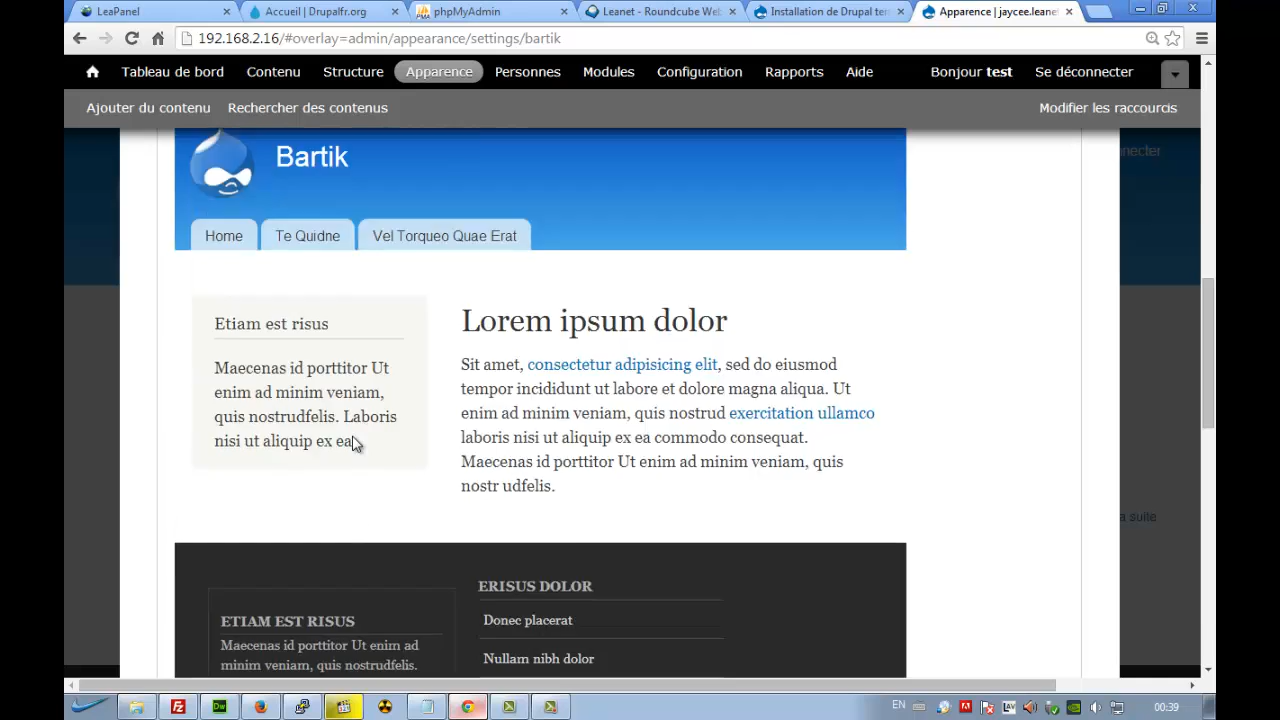 LeaPanel
Accueil | Drupalfr.org
phpMyAdmin
Leanet - Roundcube Web
Installation de Drupal ten
Apparence | jaycee.leane
192.168.2.16/#overlay=admin/appearance/settings/bartik
Tableau de bord Contenu Structure Apparence Personnes Modules Configuration Rapports Aide Bonjour test Se déconnecter
Ajouter du contenu Rechercher des contenus Modifier les raccourcis
nnecter
Bartik
Home Te Quidne Vel Torqueo Quae Erat
Etiam est risus
Maecenas id porttitor Ut
enim ad minim veniam,
quis nostrudfelis. Laboris
nisi ut aliquip ex ea
Lorem ipsum dolor
Sit amet, consectetur adipisicing elit, sed do eiusmod
tempor incididunt ut labore et dolore magna aliqua. Ut
enim ad minim veniam, quis nostrud exercitation ullamco
laboris nisi ut aliquip ex ea commodo consequat.
Maecenas id porttitor Ut enim ad minim veniam, quis
nostr udfelis.
a suite
ETIAM EST RISUS
Maecenas id porttitor Ut enim ad
minim veniam, quis nostrudfelis.
ERISUS DOLOR
Donec placerat
Nullam nibh dolor
EN
00:39